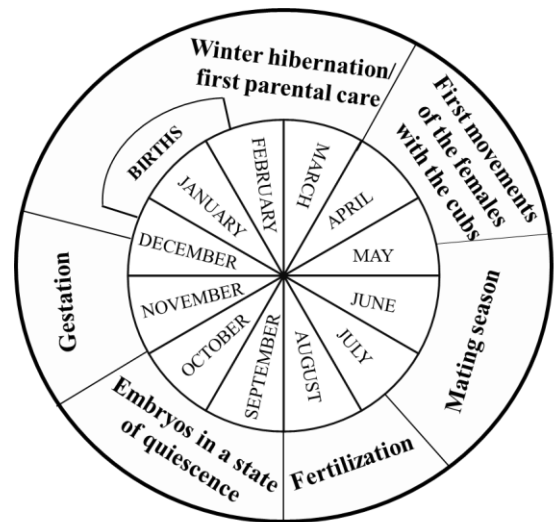 Winter hibernation/
first parental care
First movements
of the females
with the cubs
Mating season
Fertilization
Embryos in a state
of quiescence
Gestation
BIRTHS
JANUARY
FEBRUARY
MARCH
APRIL
MAY
JUNE
JULY
AUGUST
SEPTEMBER
OCTOBER
NOVEMBER
DECEMBER